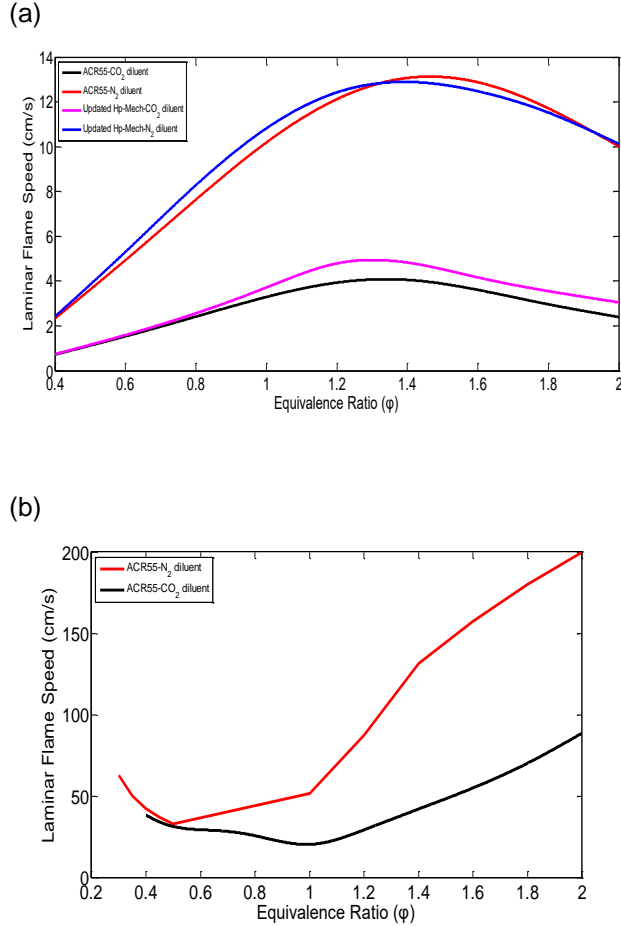 (a)
14
12
10
8
6
4
2
0
Laminar Flame Speed (cm/s)
ACR55-CO2 diluent
ACR55-N2 diluent
Updated Hp-Mech-CO2 diluent
Updated Hp-Mech-N2 diluent
0.4 0.6 0.8 1 1.2 1.4 1.6 1.8 2
Equivalence Ratio (φ)
(b)
200
150
100
50
0
Laminar Flame Speed (cm/s)
ACR55-N2 diluent
ACR55-CO2 diluent
0.2 0.4 0.6 0.8 1 1.2 1.4 1.6 1.8 2
Equivalence Ratio (φ)